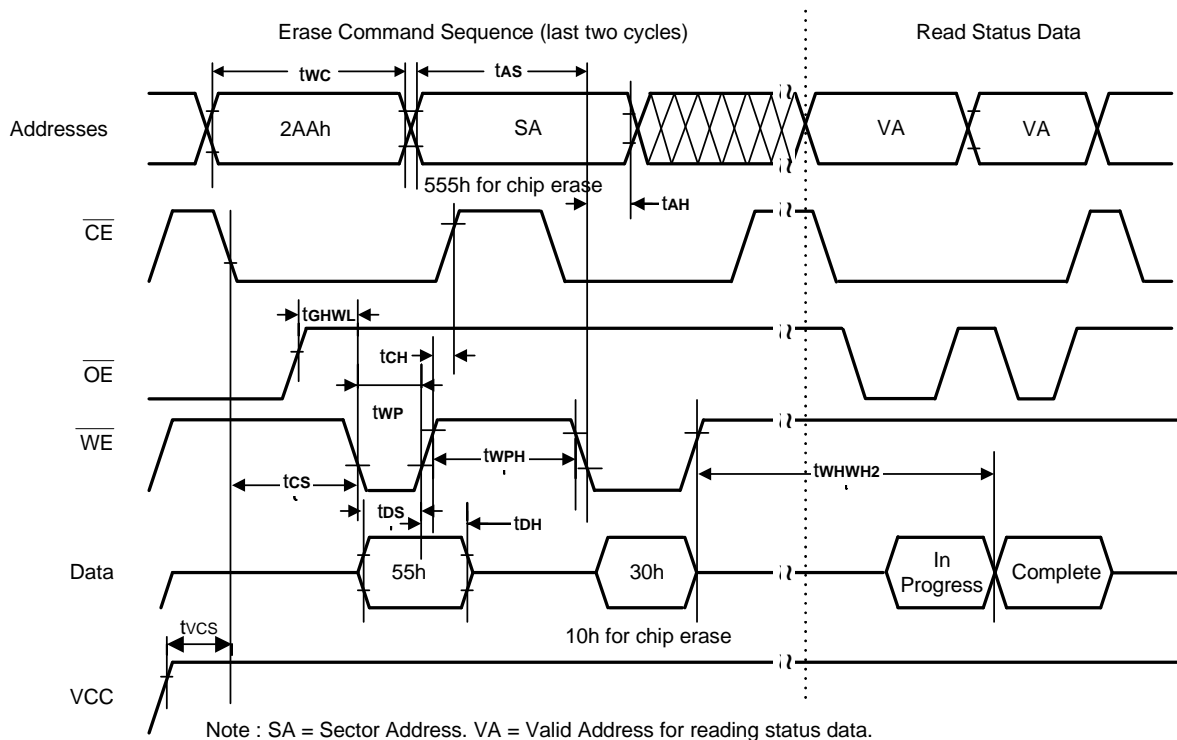 Erase Command Sequence (last two cycles)
Read Status Data
tWC
tAS
Addresses
2AAh
SA
VA
VA
555h for chip erase
tAH
CE
tGHWL
OE
tCH
tWP
WE
tWPH
tCS
tWHWH2
tDS
tDH
Data
55h
30h
In Progress
Complete
10h for chip erase
tVCS
VCC
Note : SA = Sector Address. VA = Valid Address for reading status data.